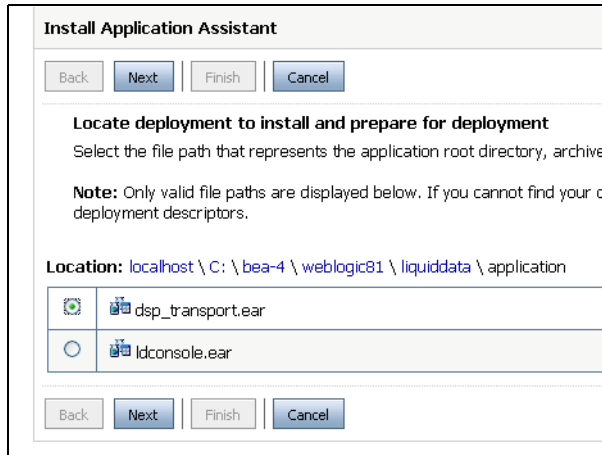 Install Application Assistant
Back Next Finish Cancel
Locate deployment to install and prepare for deployment
Select the file path that represents the application root directory, archive
Note: Only valid file paths are displayed below. If you cannot find your
deployment descriptors.
Location: localhost \ C: \ bea-4 \ weblogic81 \ liquiddata \ application
dsp_transport.ear
ldconsole.ear
Back Next Finish Cancel